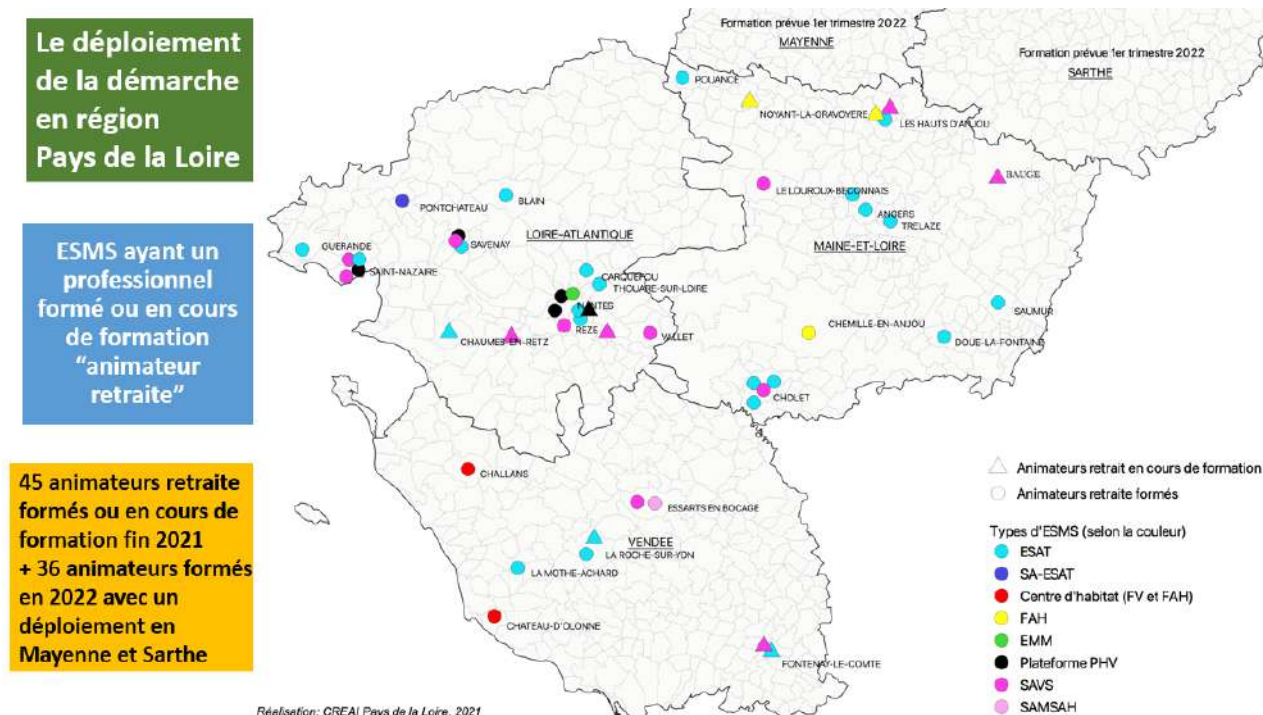 Le déploiement
de la démarche
en région
Pays de la Loire
ESMS ayant un
professionnel
formé ou en cours
de formation
“animateur
retraite”
45 animateurs retraite
formés ou en cours de
formation fin 2021
+ 36 animateurs formés
en 2022 avec un
déploiement en
Mayenne et Sarthe
Formation prévue 1er trimestre 2022
MAYENNE
Formation prévue 1er trimestre 2022
SARTHE
POUANCE
NOYANT-LA-GRAVOYERE
LES HAUTS D'ANJOU
BAUGE
LE LOUROUX-BECONNAIS
ANGERS
TRELAZE
MAINE-ET-LOIRE
PONTCHATEAU
BLAIN
LOIRE-ATLANTIQUE
GUERANDE
SAVENAY
SAINT-NAZAIRE
CARQUEFOU
THOUARE-SUR-LOIRE
NANTES
REZE
VALLET
CHAUMES-EN-RETZ
SAUMUR
CHEMILLE-EN-ANJOU
DOUE-LA-FONTAINE
CHOLET
CHALLANS
ESSARTS EN BOCAGE
VENDEE
LA ROCHE-SUR-YON
LA MOTHE-ACHARD
CHATEAU-D'OLONNE
FONTENAY-LE-COMTE
Animateurs retrait en cours de formation
Animateurs retraite formés
Types d'ESMS (selon la couleur)
ESAT
SA-ESAT
Centre d'habitat (FV et FAH)
FAH
EMM
Plateforme PHV
SAVS
SAMSAH
Réalisation: CREAI Pays de la Loire, 2021